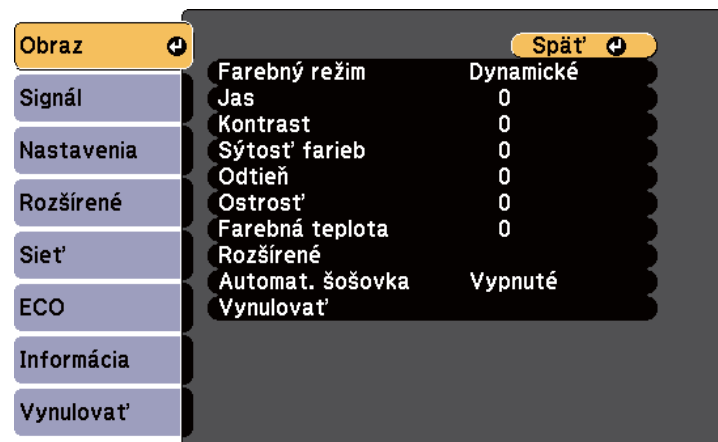 Obraz
Signál
Nastavenia
Rozšírené
Sieť
ECO
Informácia
Vynulovať
Späť
Farebný režim Dynamické
Jas 0
Kontrast 0
Sýtosť farieb 0
Odtieň 0
Ostrosť 0
Farebná teplota 0
Rozšírené
Automat. šošovka Vypnuté
Vynulovať